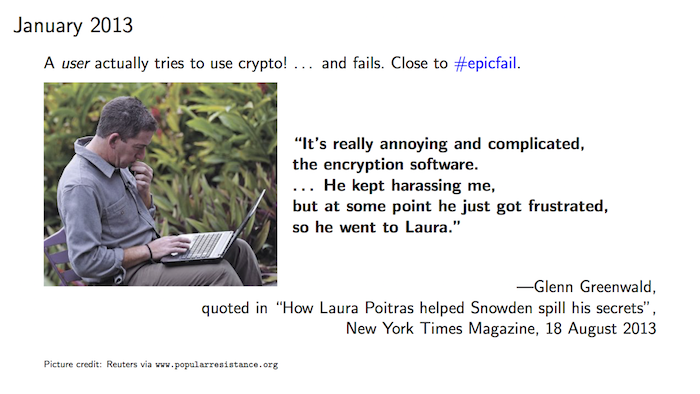 January 2013
A user actually tries to use crypto! ... and fails. Close to #epicfail.
“It’s really annoying and complicated,
the encryption software.
... He kept harassing me,
but at some point he just got frustrated,
so he went to Laura.”
—Glenn Greenwald,
quoted in “How Laura Poitras helped Snowden spill his secrets”,
New York Times Magazine, 18 August 2013
Picture credit: Reuters via www.popularresistance.org